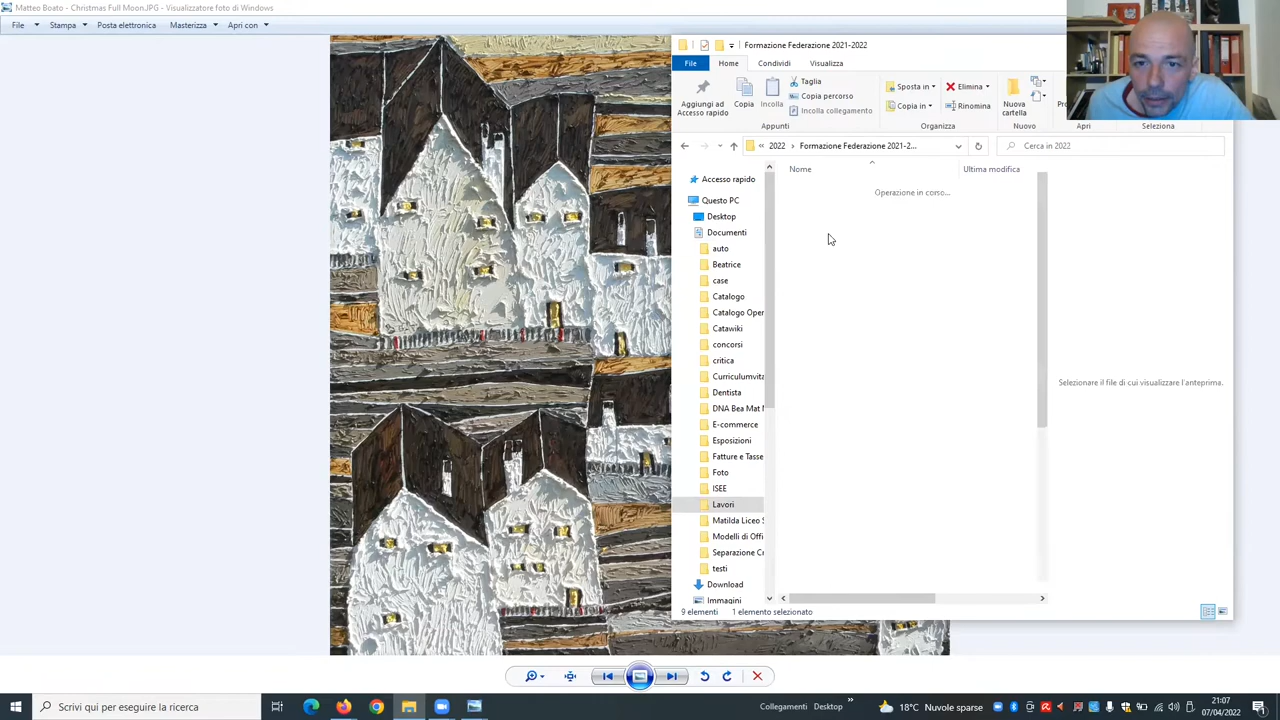 Matteo Boato - Christmas Full Moon.JPG - Visualizzatore foto di Windows
File Stampa Posta elettronica Masterizza Apri con
Formazione Federazione 2021-2022
File Home Condividi Visualizza
Aggiungi ad Accesso rapido
Copia
Incolla
Taglia
Copia percorso
Incolla collegamento
Appunti
Sposta in
Copia in
Elimina
Rinomina
Organizza
Nuova cartella
Nuovo
Apri
Seleziona
« 2022 > Formazione Federazione 2021-2...
Cerca in 2022
Nome Ultima modifica
Operazione in corso...
Accesso rapido
Questo PC
Desktop
Documenti
auto
Beatrice
case
Catalogo
Catalogo Oper
Catawiki
concorsi
critica
Curriculumvita
Dentista
DNA Bea Mat
E-commerce
Esposizioni
Fatture e Tasse
Foto
ISEE
Lavori
Matilda Liceo
Modelli di Offi
Separazione
testi
Download
Immagini
Selezionare il file di cui visualizzare l'anteprima.
9 elementi 1 elemento selezionato
Scrivi qui per eseguire la ricerca
Collegamenti Desktop »
18°C Nuvole sparse
21:07
07/04/2022